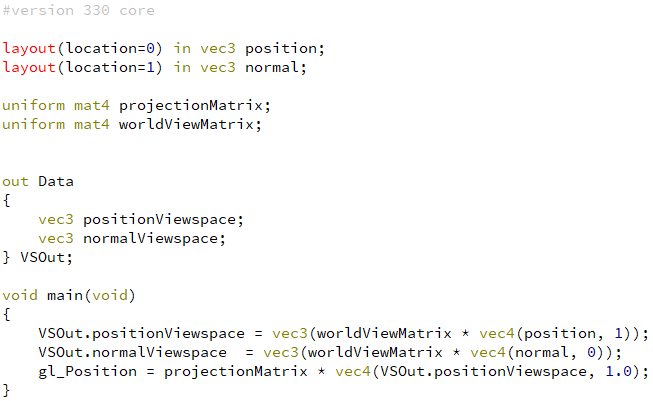 #version 330 core
layout(location=0) in vec3 position;
layout(location=1) in vec3 normal;
uniform mat4 projectionMatrix;
uniform mat4 worldViewMatrix;
out Data
{
    vec3 positionViewspace;
    vec3 normalViewspace;
} VSOut;
void main(void)
{
    VSOut.positionViewspace = vec3(worldViewMatrix * vec4(position, 1));
    VSOut.normalViewspace  = vec3(worldViewMatrix * vec4(normal, 0));
    gl_Position = projectionMatrix * vec4(VSOut.positionViewspace, 1.0);
}